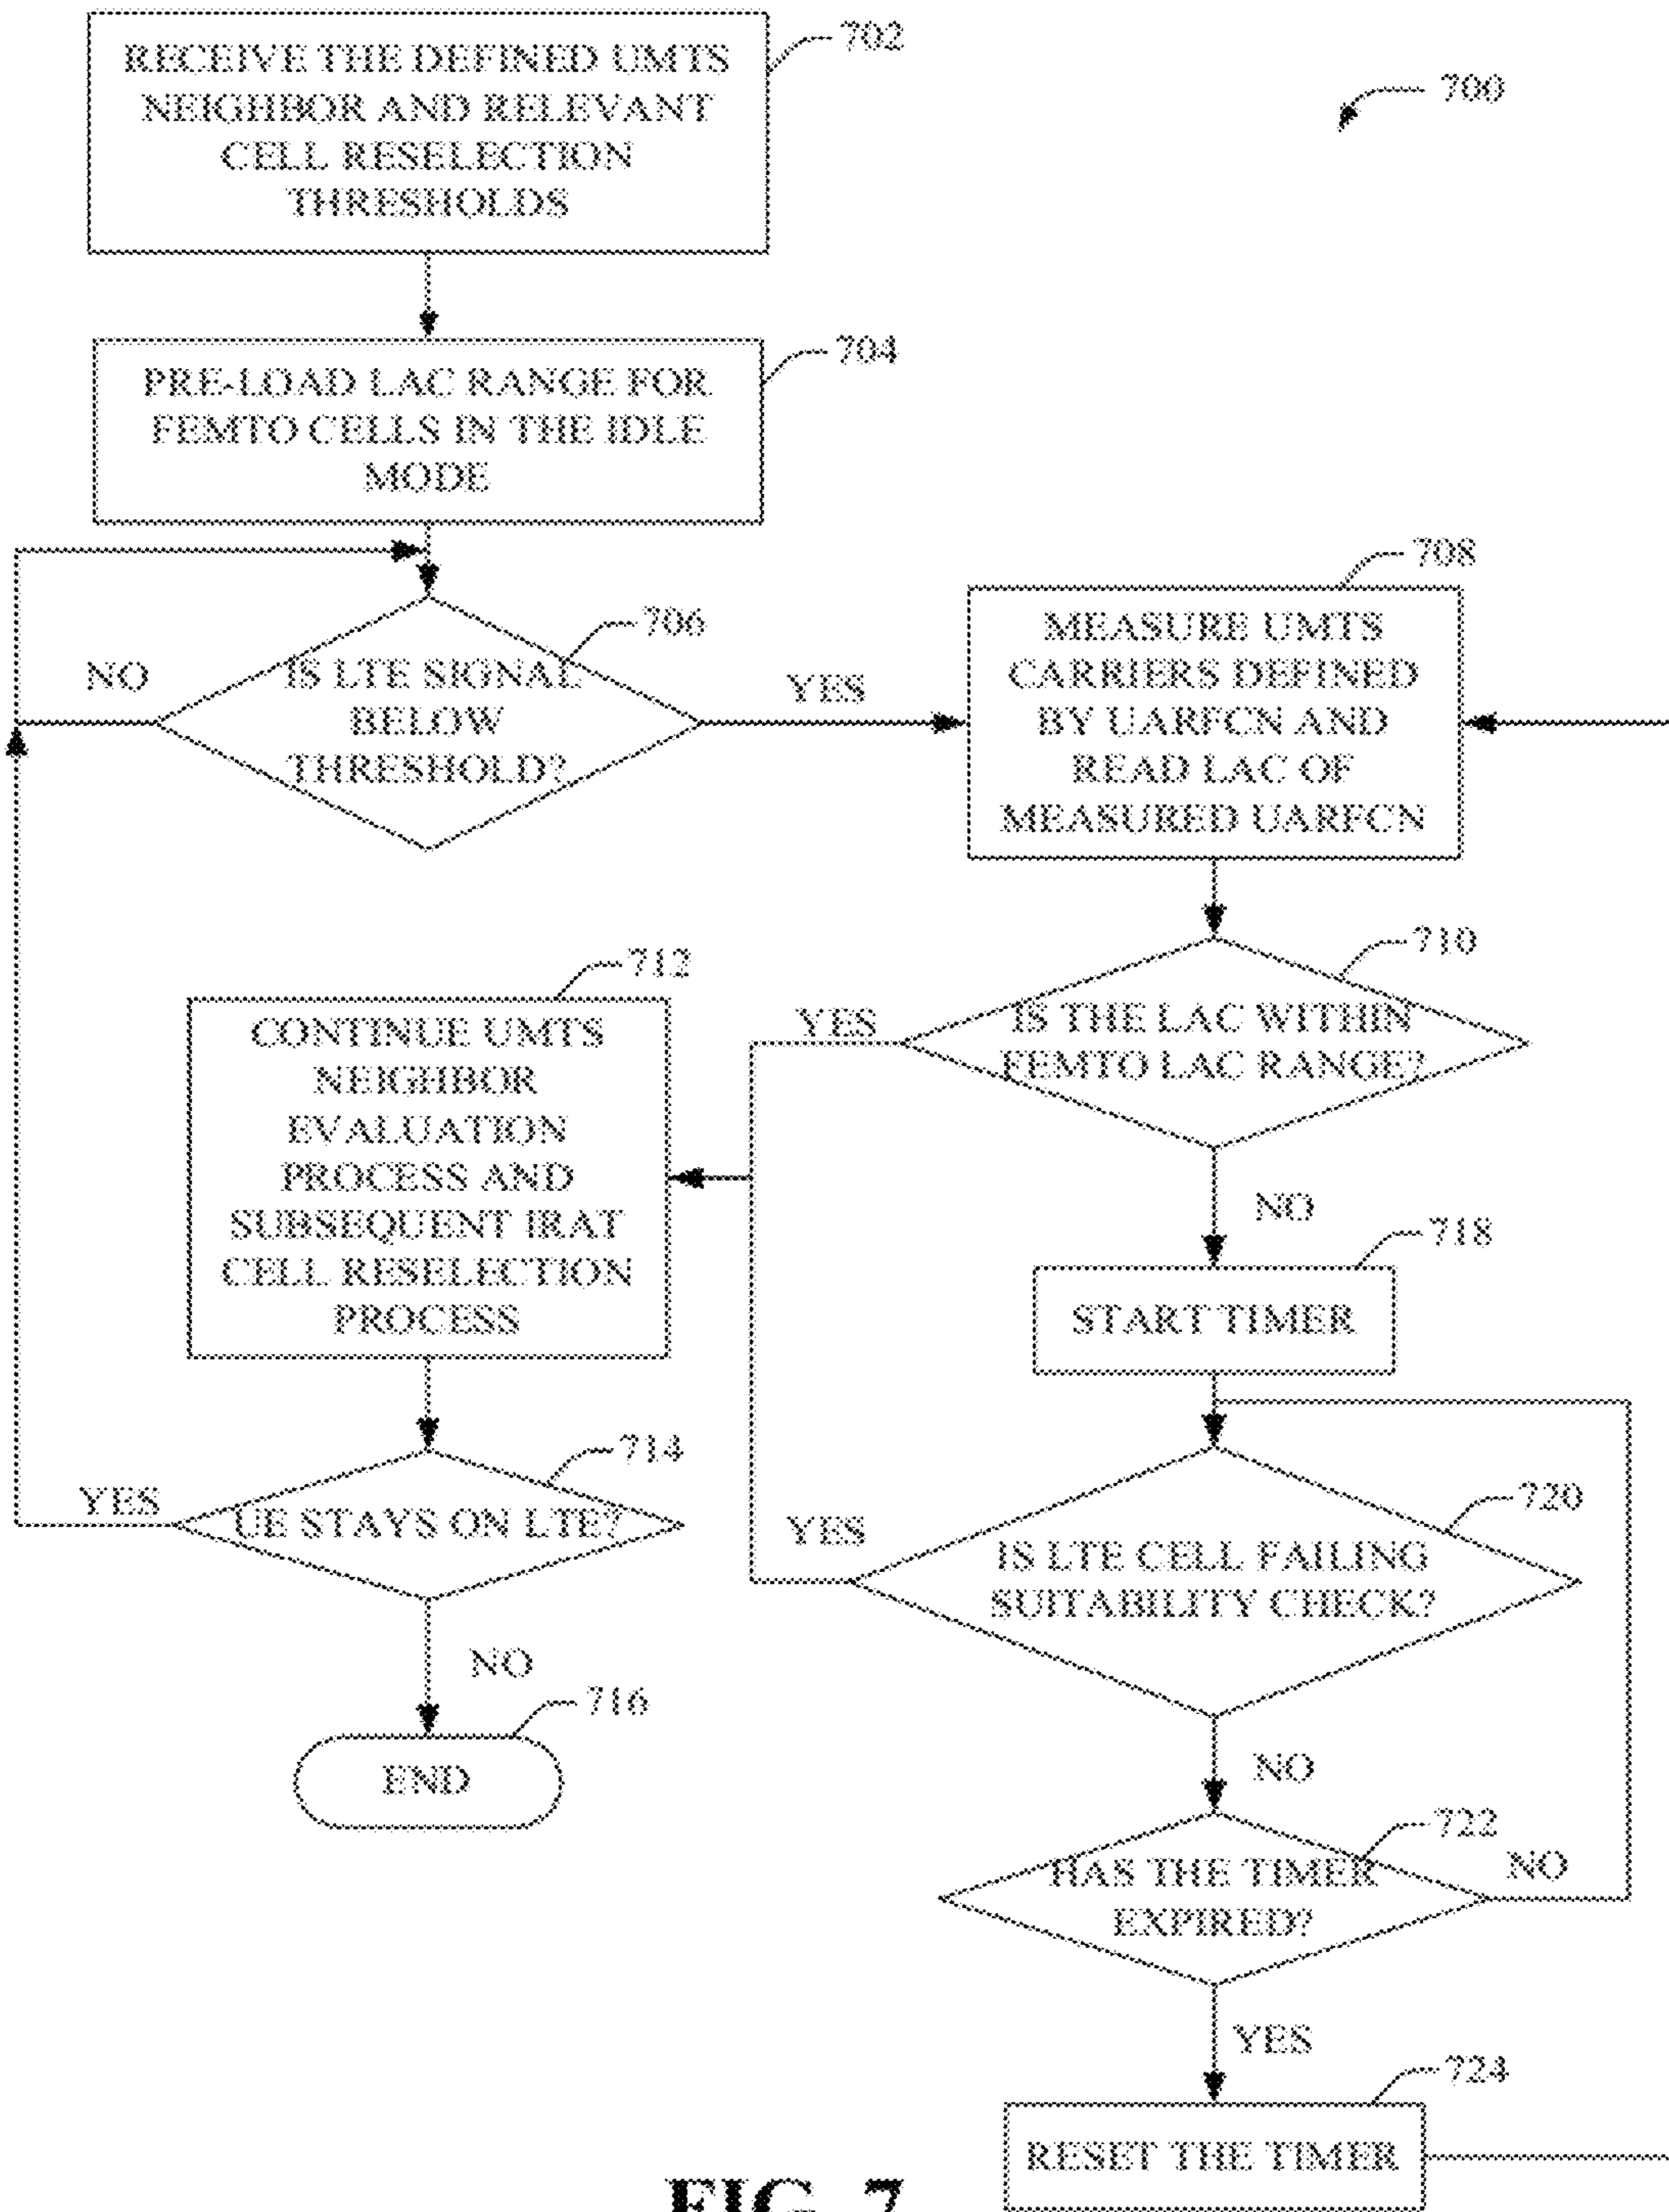 702
RECEIVE THE DEFINED UMTS
NEIGHBOR AND RELEVANT
CELL RESELECTION
THRESHOLDS
700
704
PRE-LOAD LAC RANGE FOR
FEMTO CELLS IN THE IDLE
MODE
706
NO
IS LTE SIGNAL
BELOW
THRESHOLD?
YES
708
MEASURE UMTS
CARRIERS DEFINED
BY UARFCN AND
READ LAC OF
MEASURED UARFCN
710
YES
IS THE LAC WITHIN
FEMTO LAC RANGE?
NO
712
CONTINUE UMTS
NEIGHBOR
EVALUATION
PROCESS AND
SUBSEQUENT IRAT
CELL RESELECTION
PROCESS
718
START TIMER
714
YES
UE STAYS ON LTE?
NO
716
END
720
YES
IS LTE CELL FAILING
SUITABILITY CHECK?
NO
722
HAS THE TIMER
EXPIRED?
NO
YES
724
RESET THE TIMER
FIG. 7